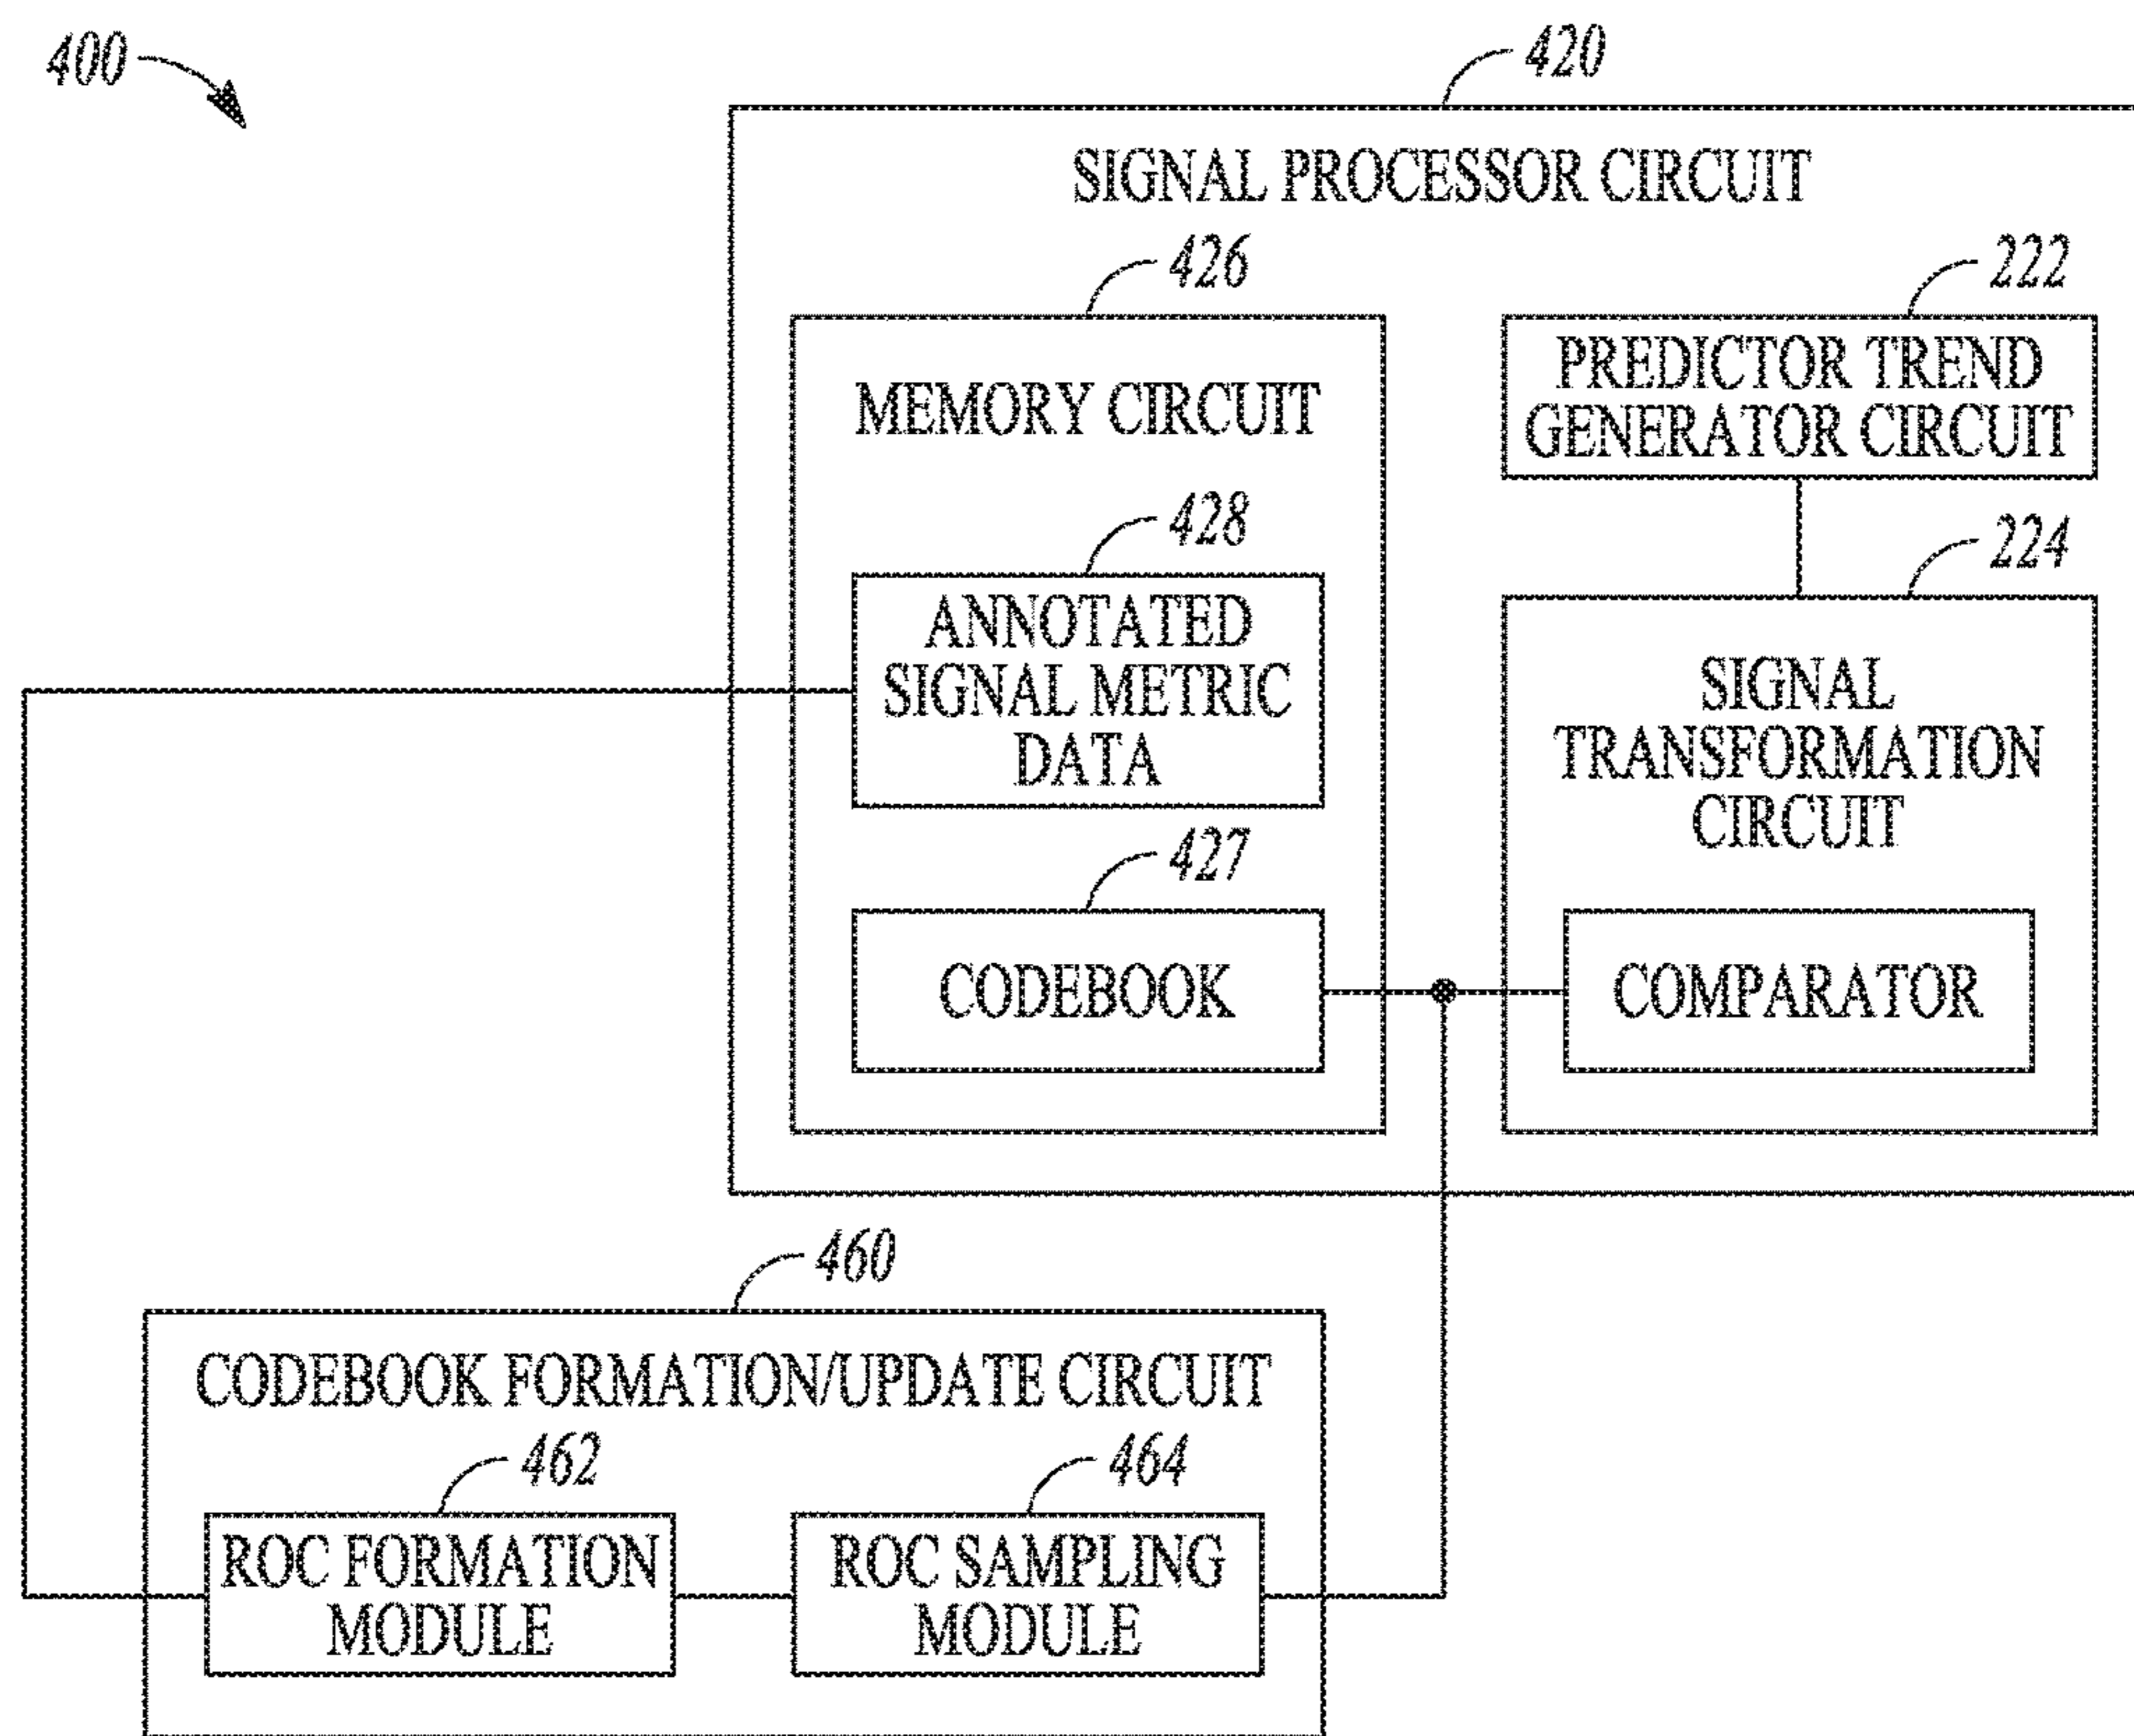 400
420
SIGNAL PROCESSOR CIRCUIT
426
222
MEMORY CIRCUIT
PREDICTOR TREND
GENERATOR CIRCUIT
428
224
ANNOTATED
SIGNAL METRIC
DATA
SIGNAL
TRANSFORMATION
CIRCUIT
427
CODEBOOK
COMPARATOR
460
CODEBOOK FORMATION/UPDATE CIRCUIT
462
464
ROC FORMATION
MODULE
ROC SAMPLING
MODULE